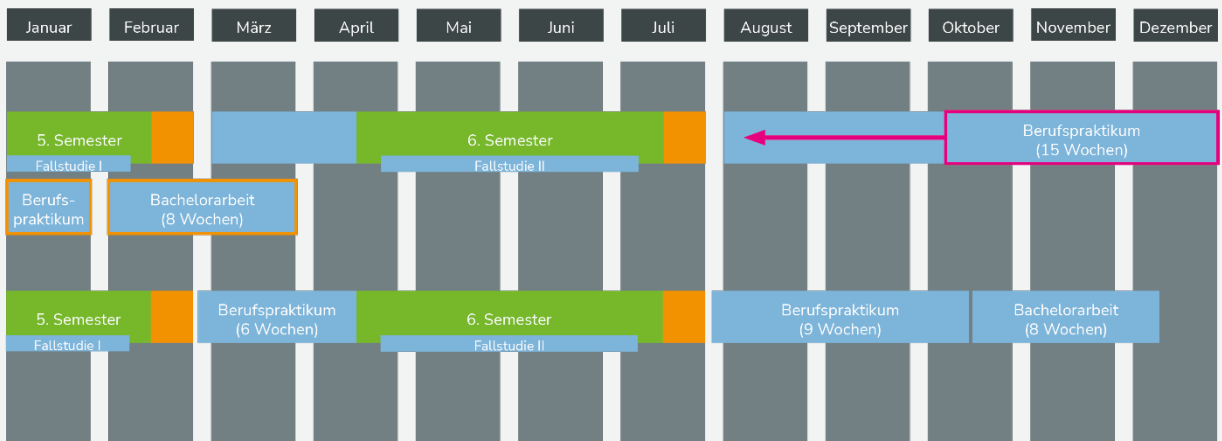 Januar Februar März April Mai Juni Juli August September Oktober November Dezember
5. Semester
Fallstudie I
6. Semester
Fallstudie II
Berufspraktikum
(15 Wochen)
Berufs-
praktikum
Bachelorarbeit
(8 Wochen)
5. Semester
Fallstudie I
Berufspraktikum
(6 Wochen)
6. Semester
Fallstudie II
Berufspraktikum
(9 Wochen)
Bachelorarbeit
(8 Wochen)